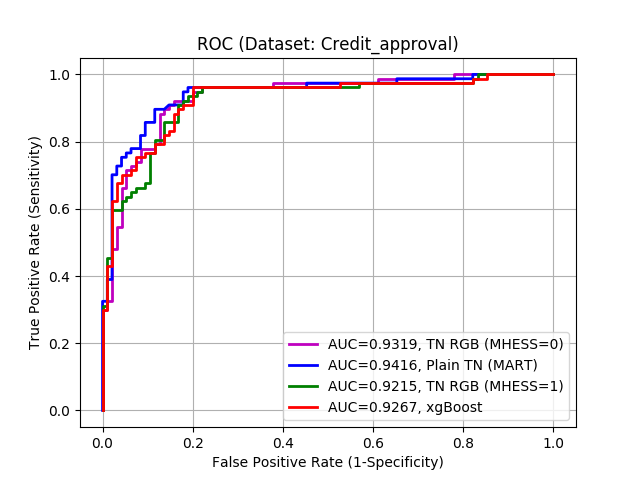 ROC (Dataset: Credit_approval)
True Positive Rate (Sensitivity)
1.0
0.8
0.6
0.4
0.2
0.0
AUC=0.9319, TN RGB (MHESS=0)
AUC=0.9416, Plain TN (MART)
AUC=0.9215, TN RGB (MHESS=1)
AUC=0.9267, xgBoost
0.0 0.2 0.4 0.6 0.8 1.0
False Positive Rate (1-Specificity)